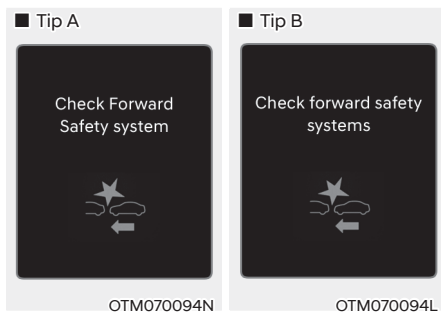 ■ Tip A
Check Forward
Safety system
OTM070094N
■ Tip B
Check forward safety
systems
OTM070094L